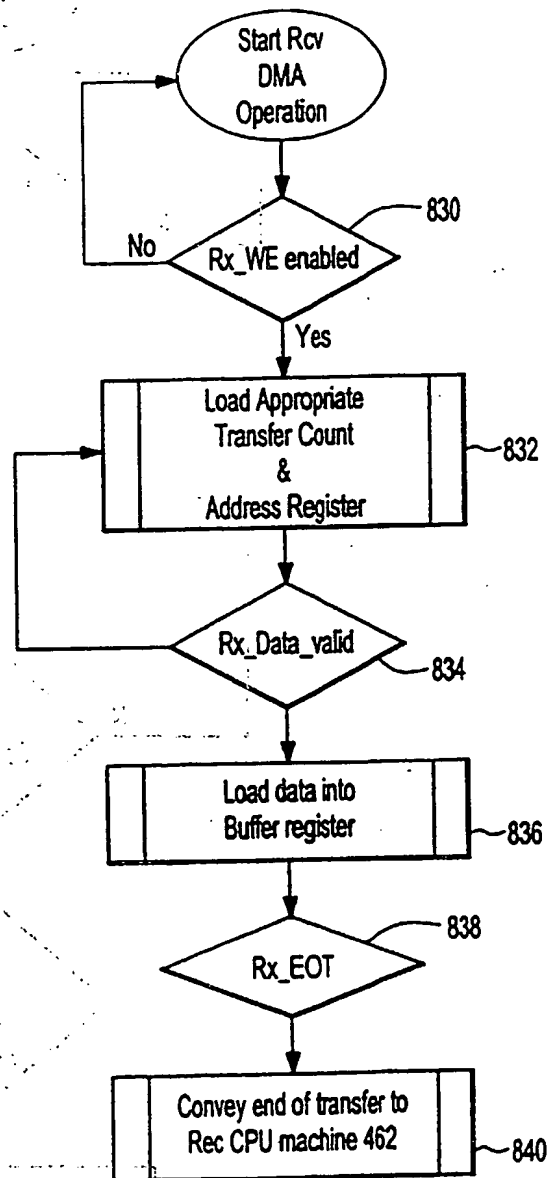 Start Rcv
DMA
Operation
830
No
Rx_WE enabled
Yes
Load Appropriate
Transfer Count
&
Address Register
832
Rx_Data_valid
834
Load data into
Buffer register
836
838
Rx_EOT
Convey end of transfer to
Rec CPU machine 462
840